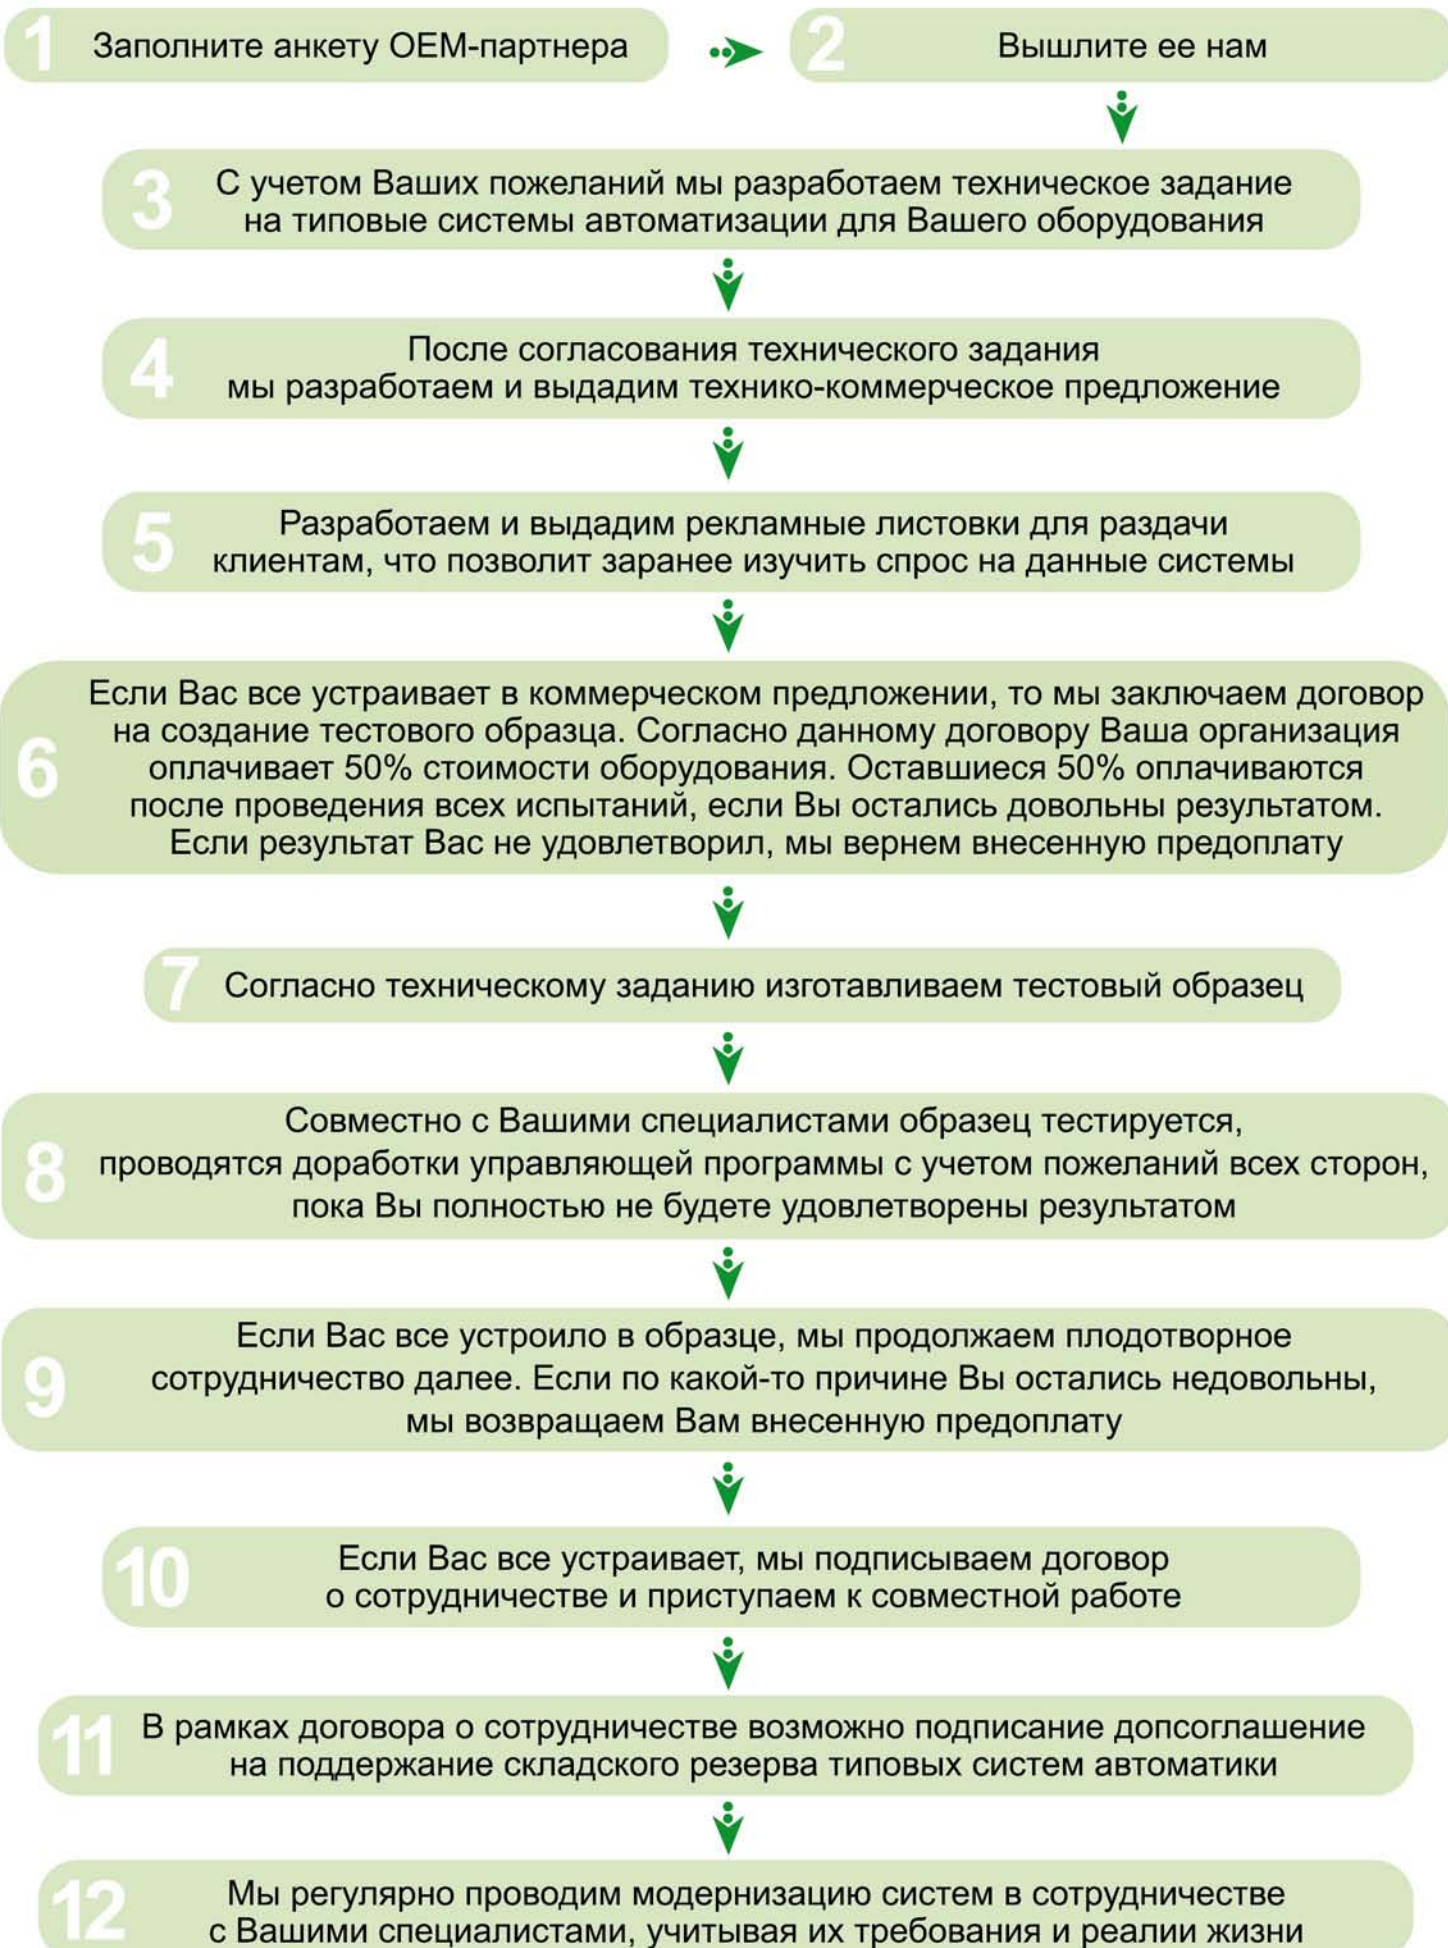 1 Заполните анкету OEM-партнера
2 Вышлите ее нам
3 С учетом Ваших пожеланий мы разработаем техническое задание
на типовые системы автоматизации для Вашего оборудования
4 После согласования технического задания
мы разработаем и выдадим технико-коммерческое предложение
5 Разработаем и выдадим рекламные листовки для раздачи
клиентам, что позволит заранее изучить спрос на данные системы
6 Если Вас все устраивает в коммерческом предложении, то мы заключаем договор
на создание тестового образца. Согласно данному договору Ваша организация
оплачивает 50% стоимости оборудования. Оставшиеся 50% оплачиваются
после проведения всех испытаний, если Вы остались довольны результатом.
Если результат Вас не удовлетворил, мы вернем внесенную предоплату
7 Согласно техническому заданию изготавливаем тестовый образец
8 Совместно с Вашими специалистами образец тестируется,
проводятся доработки управляющей программы с учетом пожеланий всех сторон,
пока Вы полностью не будете удовлетворены результатом
9 Если Вас все устроило в образце, мы продолжаем плодотворное
сотрудничество далее. Если по какой-то причине Вы остались недовольны,
мы возвращаем Вам внесенную предоплату
10 Если Вас все устраивает, мы подписываем договор
о сотрудничестве и приступаем к совместной работе
11 В рамках договора о сотрудничестве возможно подписание допсоглашение
на поддержание складского резерва типовых систем автоматики
12 Мы регулярно проводим модернизацию систем в сотрудничестве
с Вашими специалистами, учитывая их требования и реалии жизни